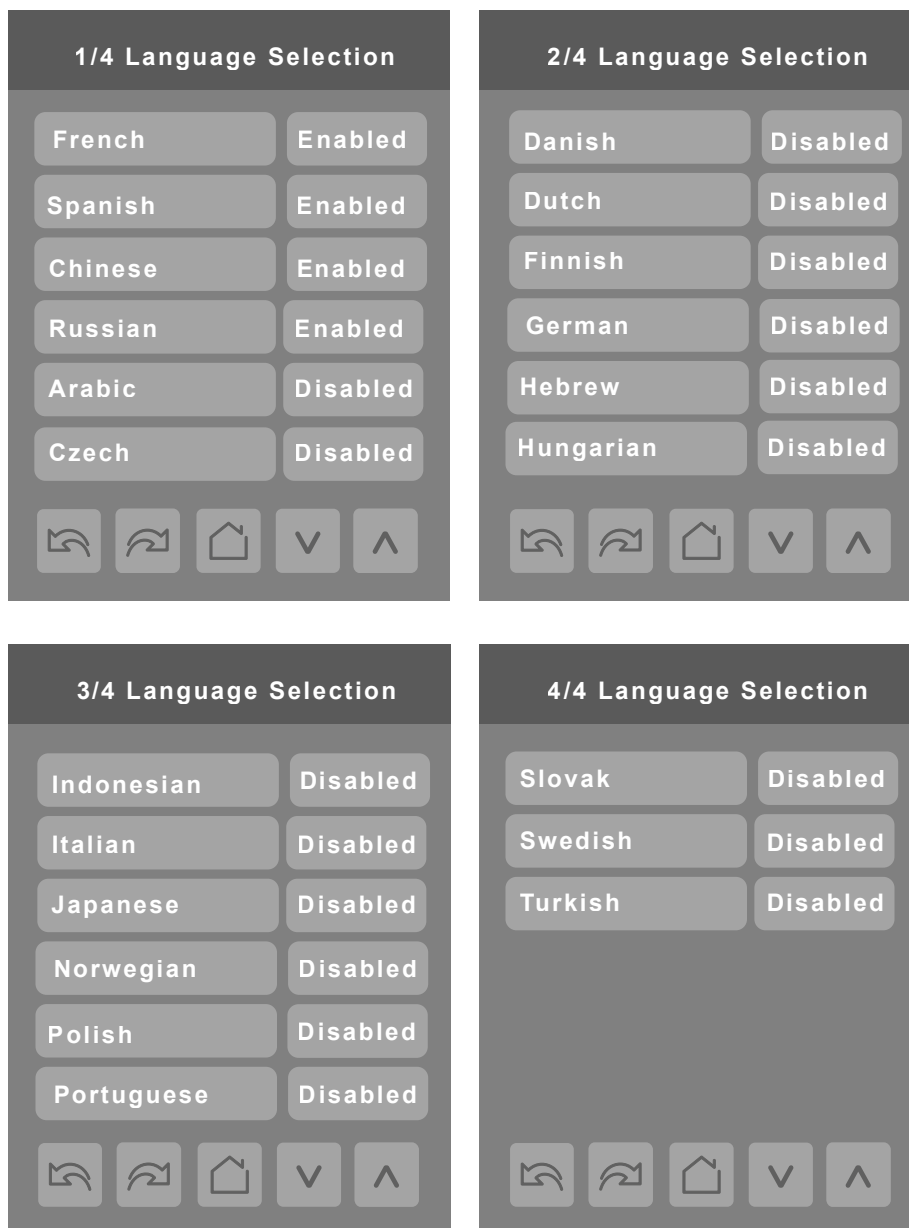 1/4 Language Selection
French Enabled
Spanish Enabled
Chinese Enabled
Russian Enabled
Arabic Disabled
Czech Disabled
2/4 Language Selection
Danish Disabled
Dutch Disabled
Finnish Disabled
German Disabled
Hebrew Disabled
Hungarian Disabled
3/4 Language Selection
Indonesian Disabled
Italian Disabled
Japanese Disabled
Norwegian Disabled
Polish Disabled
Portuguese Disabled
4/4 Language Selection
Slovak Disabled
Swedish Disabled
Turkish Disabled